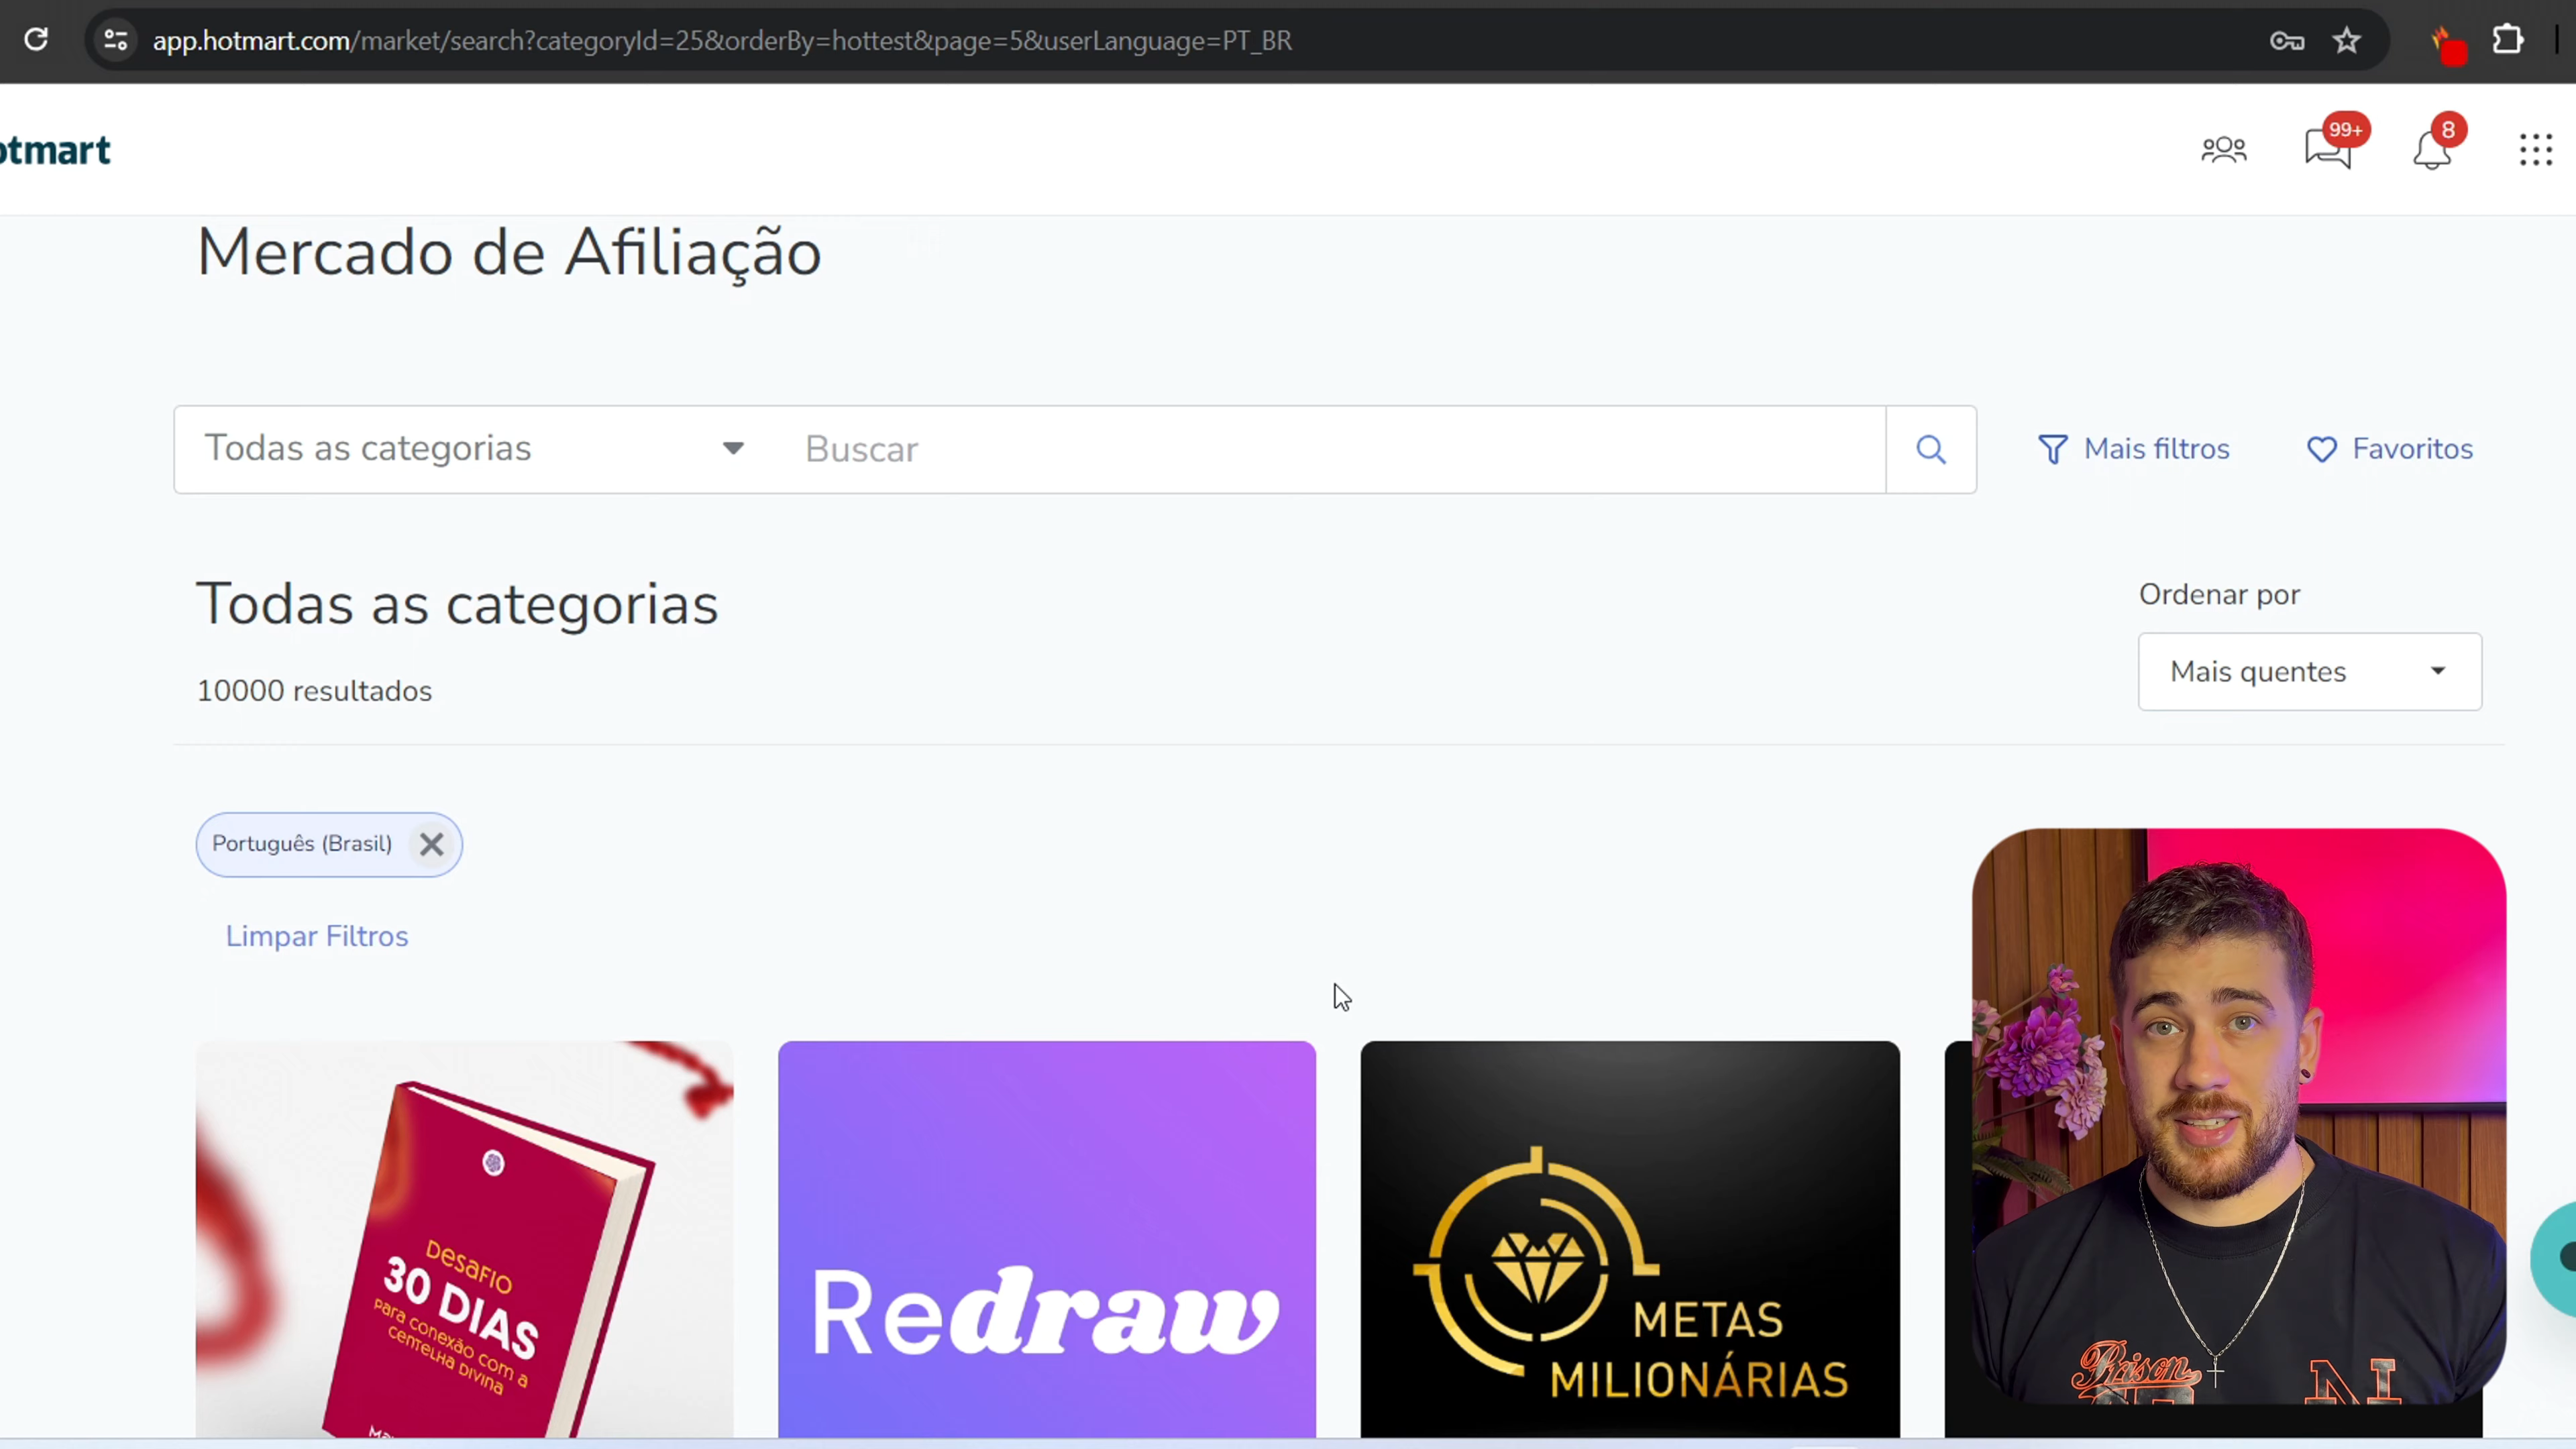 app.hotmart.com/market/search?categoryId=25&orderBy=hottest&page=5&userLanguage=PT_BR
otmart
99+
8
Mercado de Afiliação
Todas as categorias
Buscar
Mais filtros
Favoritos
Todas as categorias
Ordenar por
10000 resultados
Mais quentes
Português (Brasil)
Limpar Filtros
DESAFIO
30 DIAS
para conexão com a
CENTELHA DIVINA
Redraw
METAS
MILIONÁRIAS
Prison
N